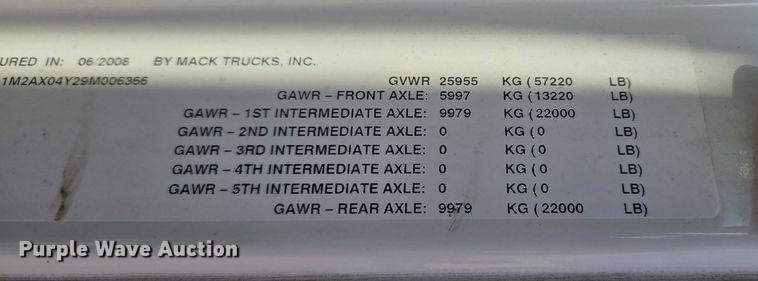 URED IN: 06/2008 BY MACK TRUCKS, INC.
1M2AX04Y29M006366 GVWR 25955 KG ( 57220 LB)
GAWR – FRONT AXLE: 5997 KG ( 13220 LB)
GAWR – 1ST INTERMEDIATE AXLE: 9979 KG ( 22000 LB)
GAWR – 2ND INTERMEDIATE AXLE: 0 KG ( 0 LB)
GAWR – 3RD INTERMEDIATE AXLE: 0 KG ( 0 LB)
GAWR – 4TH INTERMEDIATE AXLE: 0 KG ( 0 LB)
GAWR – 5TH INTERMEDIATE AXLE: 0 KG ( 0 LB)
GAWR – REAR AXLE: 9979 KG ( 22000 LB)
Purple Wave Auction